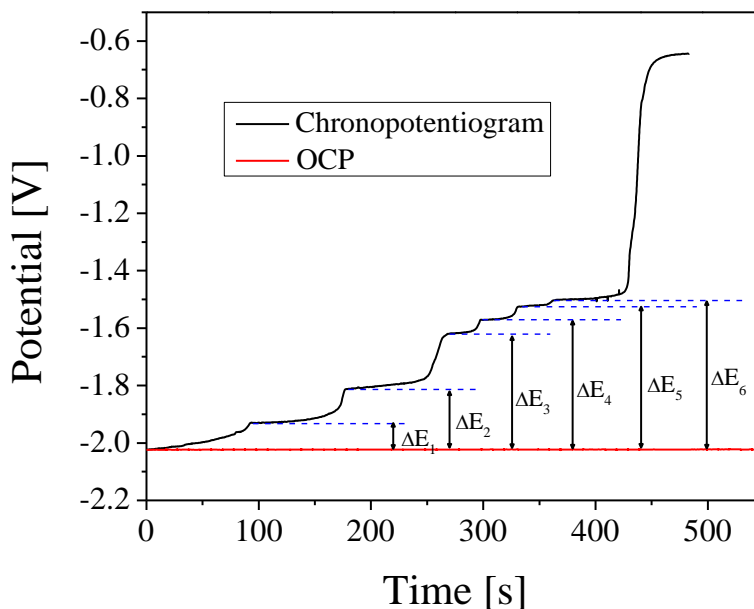 Potential [V]
-0.6
-0.8
-1.0
-1.2
-1.4
-1.6
-1.8
-2.0
-2.2
Chronopotentiogram
OCP
ΔE₁
ΔE₂
ΔE₃
ΔE₄
ΔE₅
ΔE₆
0 100 200 300 400 500
Time [s]